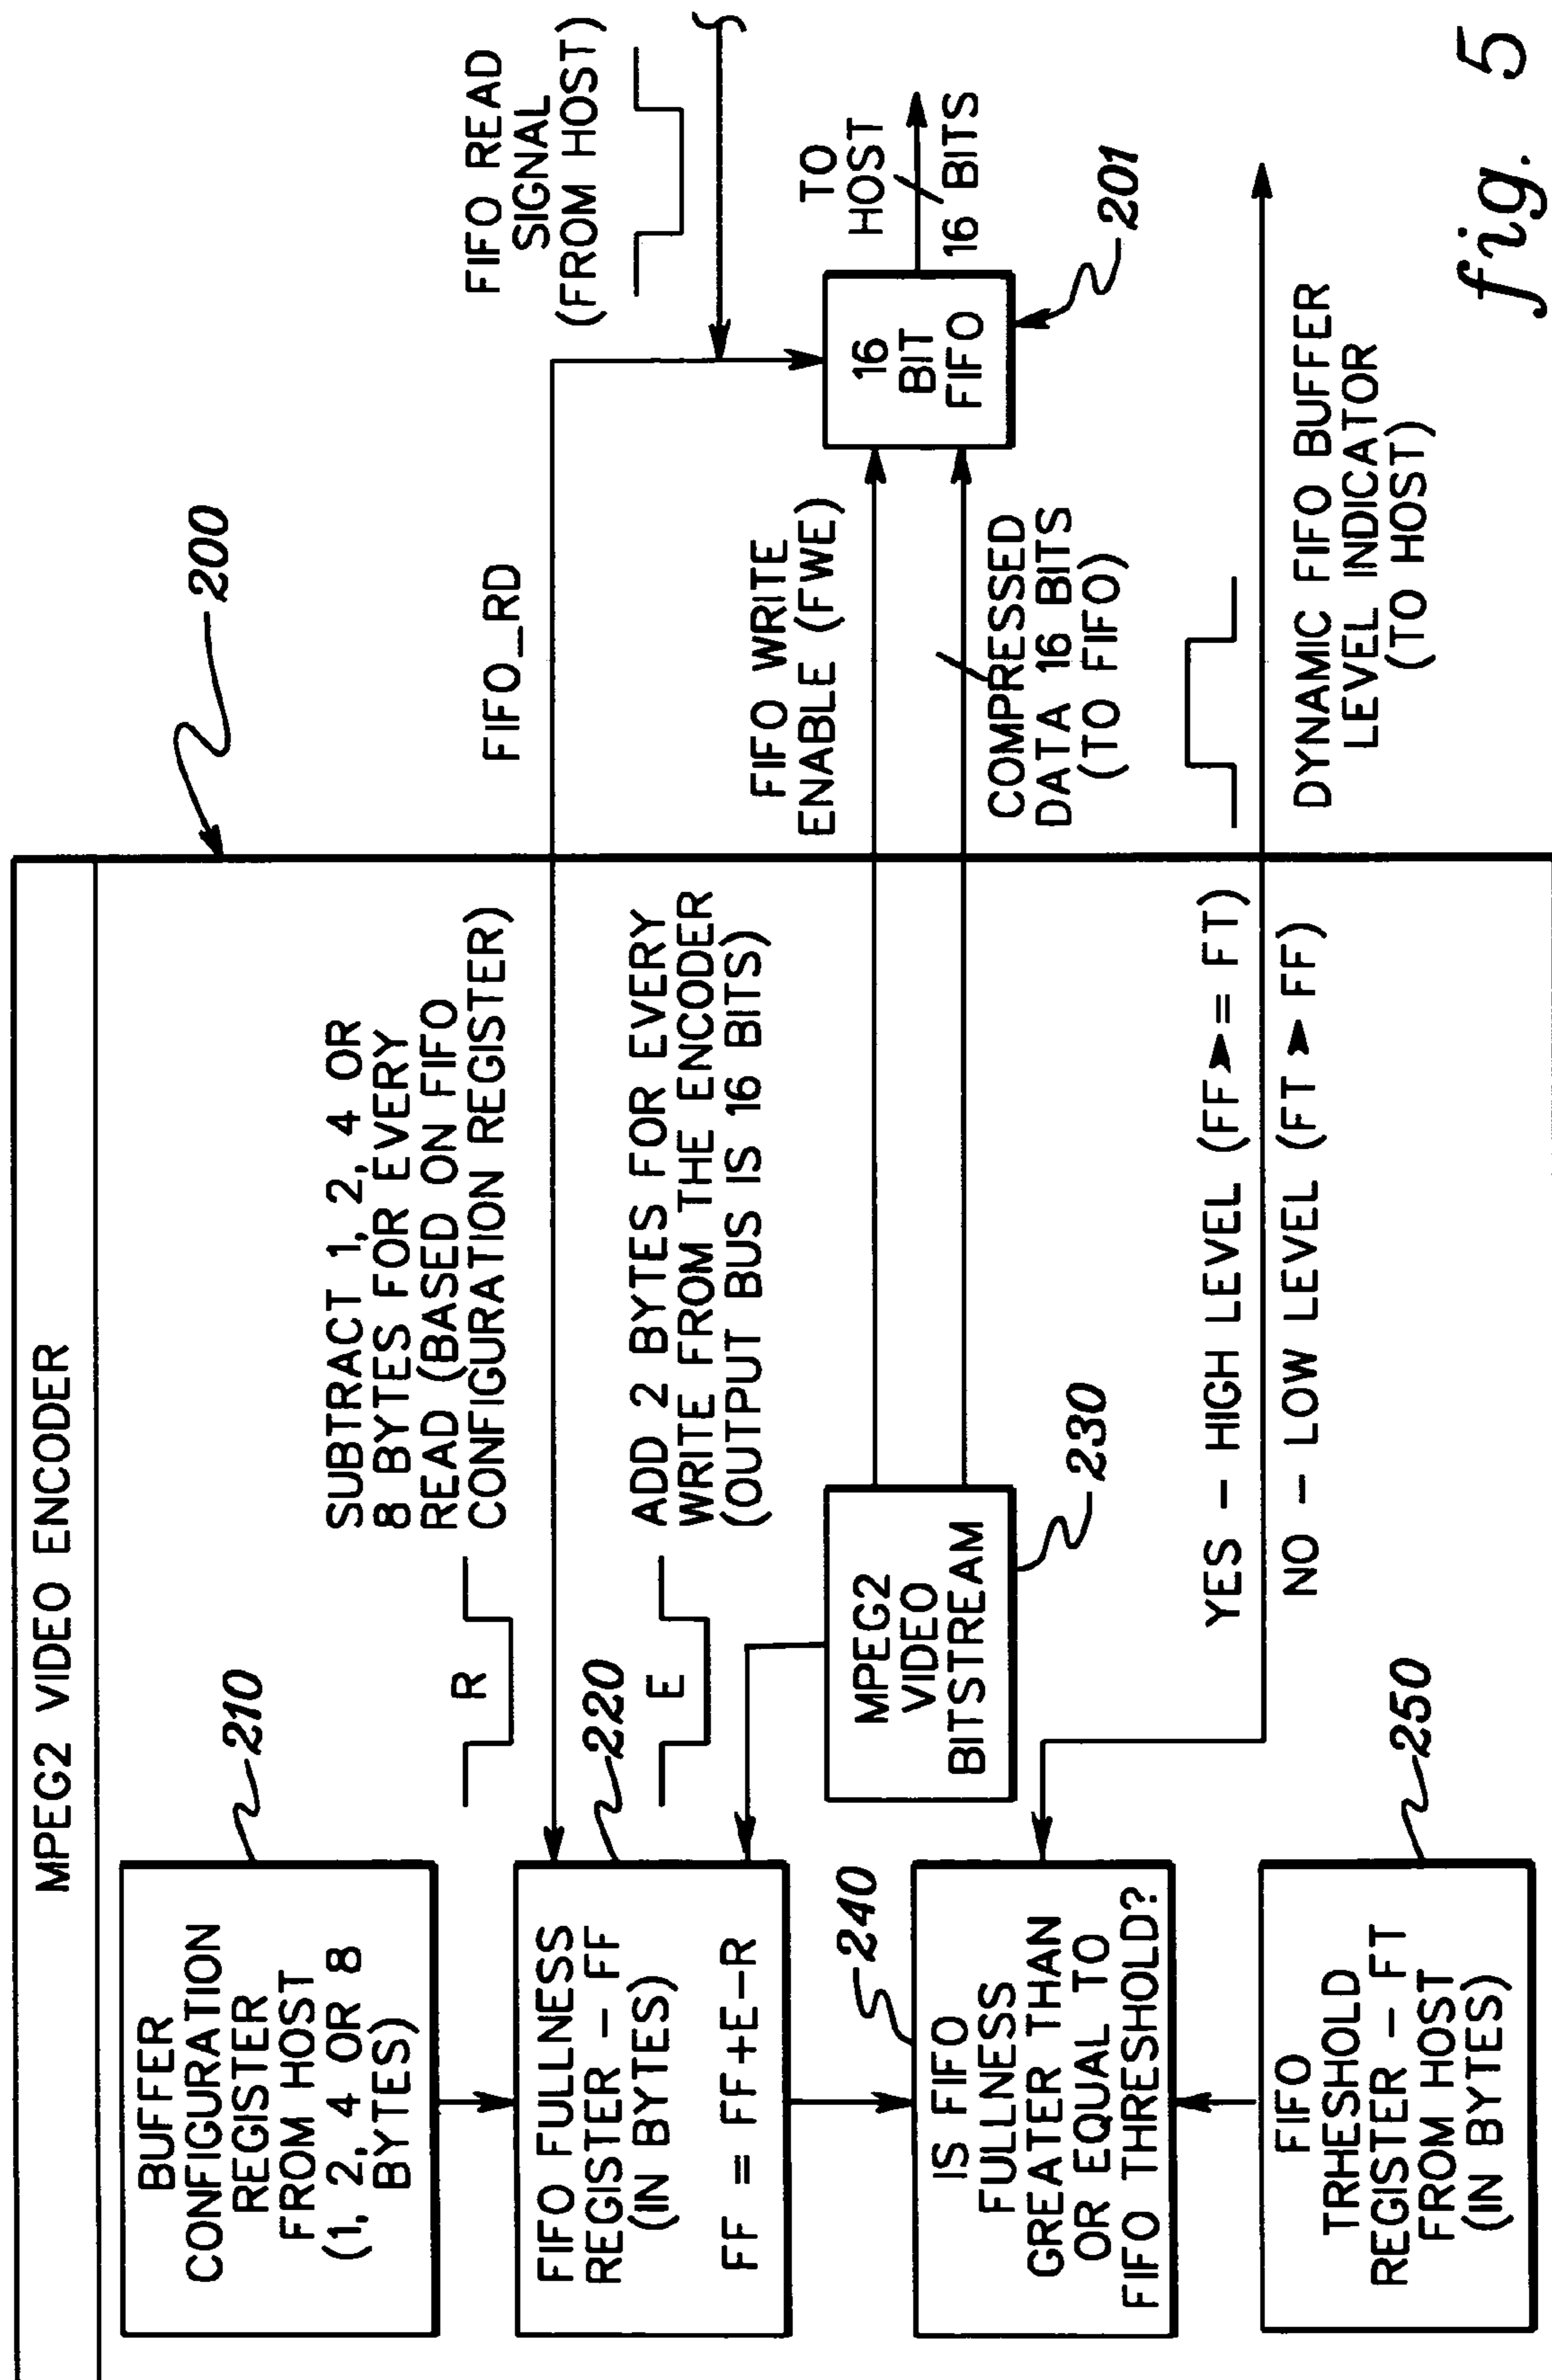 MPEG2 VIDEO ENCODER
200
BUFFER
CONFIGURATION
REGISTER
FROM HOST
(1, 2, 4 OR 8
BYTES)
210
R
SUBTRACT 1, 2, 4 OR
8 BYTES FOR EVERY
READ (BASED ON FIFO
CONFIGURATION REGISTER)
FIFO_RD
FIFO READ
SIGNAL
(FROM HOST)
FIFO FULLNESS
REGISTER – FF
(IN BYTES)
FF = FF+E–R
220
E
ADD 2 BYTES FOR EVERY
WRITE FROM THE ENCODER
(OUTPUT BUS IS 16 BITS)
MPEG2
VIDEO
BITSTREAM
230
FIFO WRITE
ENABLE (FWE)
COMPRESSED
DATA 16 BITS
(TO FIFO)
16
BIT
FIFO
201
TO
HOST
16 BITS
IS FIFO
FULLNESS
GREATER THAN
OR EQUAL TO
FIFO THRESHOLD?
240
YES – HIGH LEVEL (FF >= FT)
NO – LOW LEVEL (FT > FF)
DYNAMIC FIFO BUFFER
LEVEL INDICATOR
(TO HOST)
FIFO
TRHESHOLD
REGISTER – FT
FROM HOST
(IN BYTES)
250
fig. 5